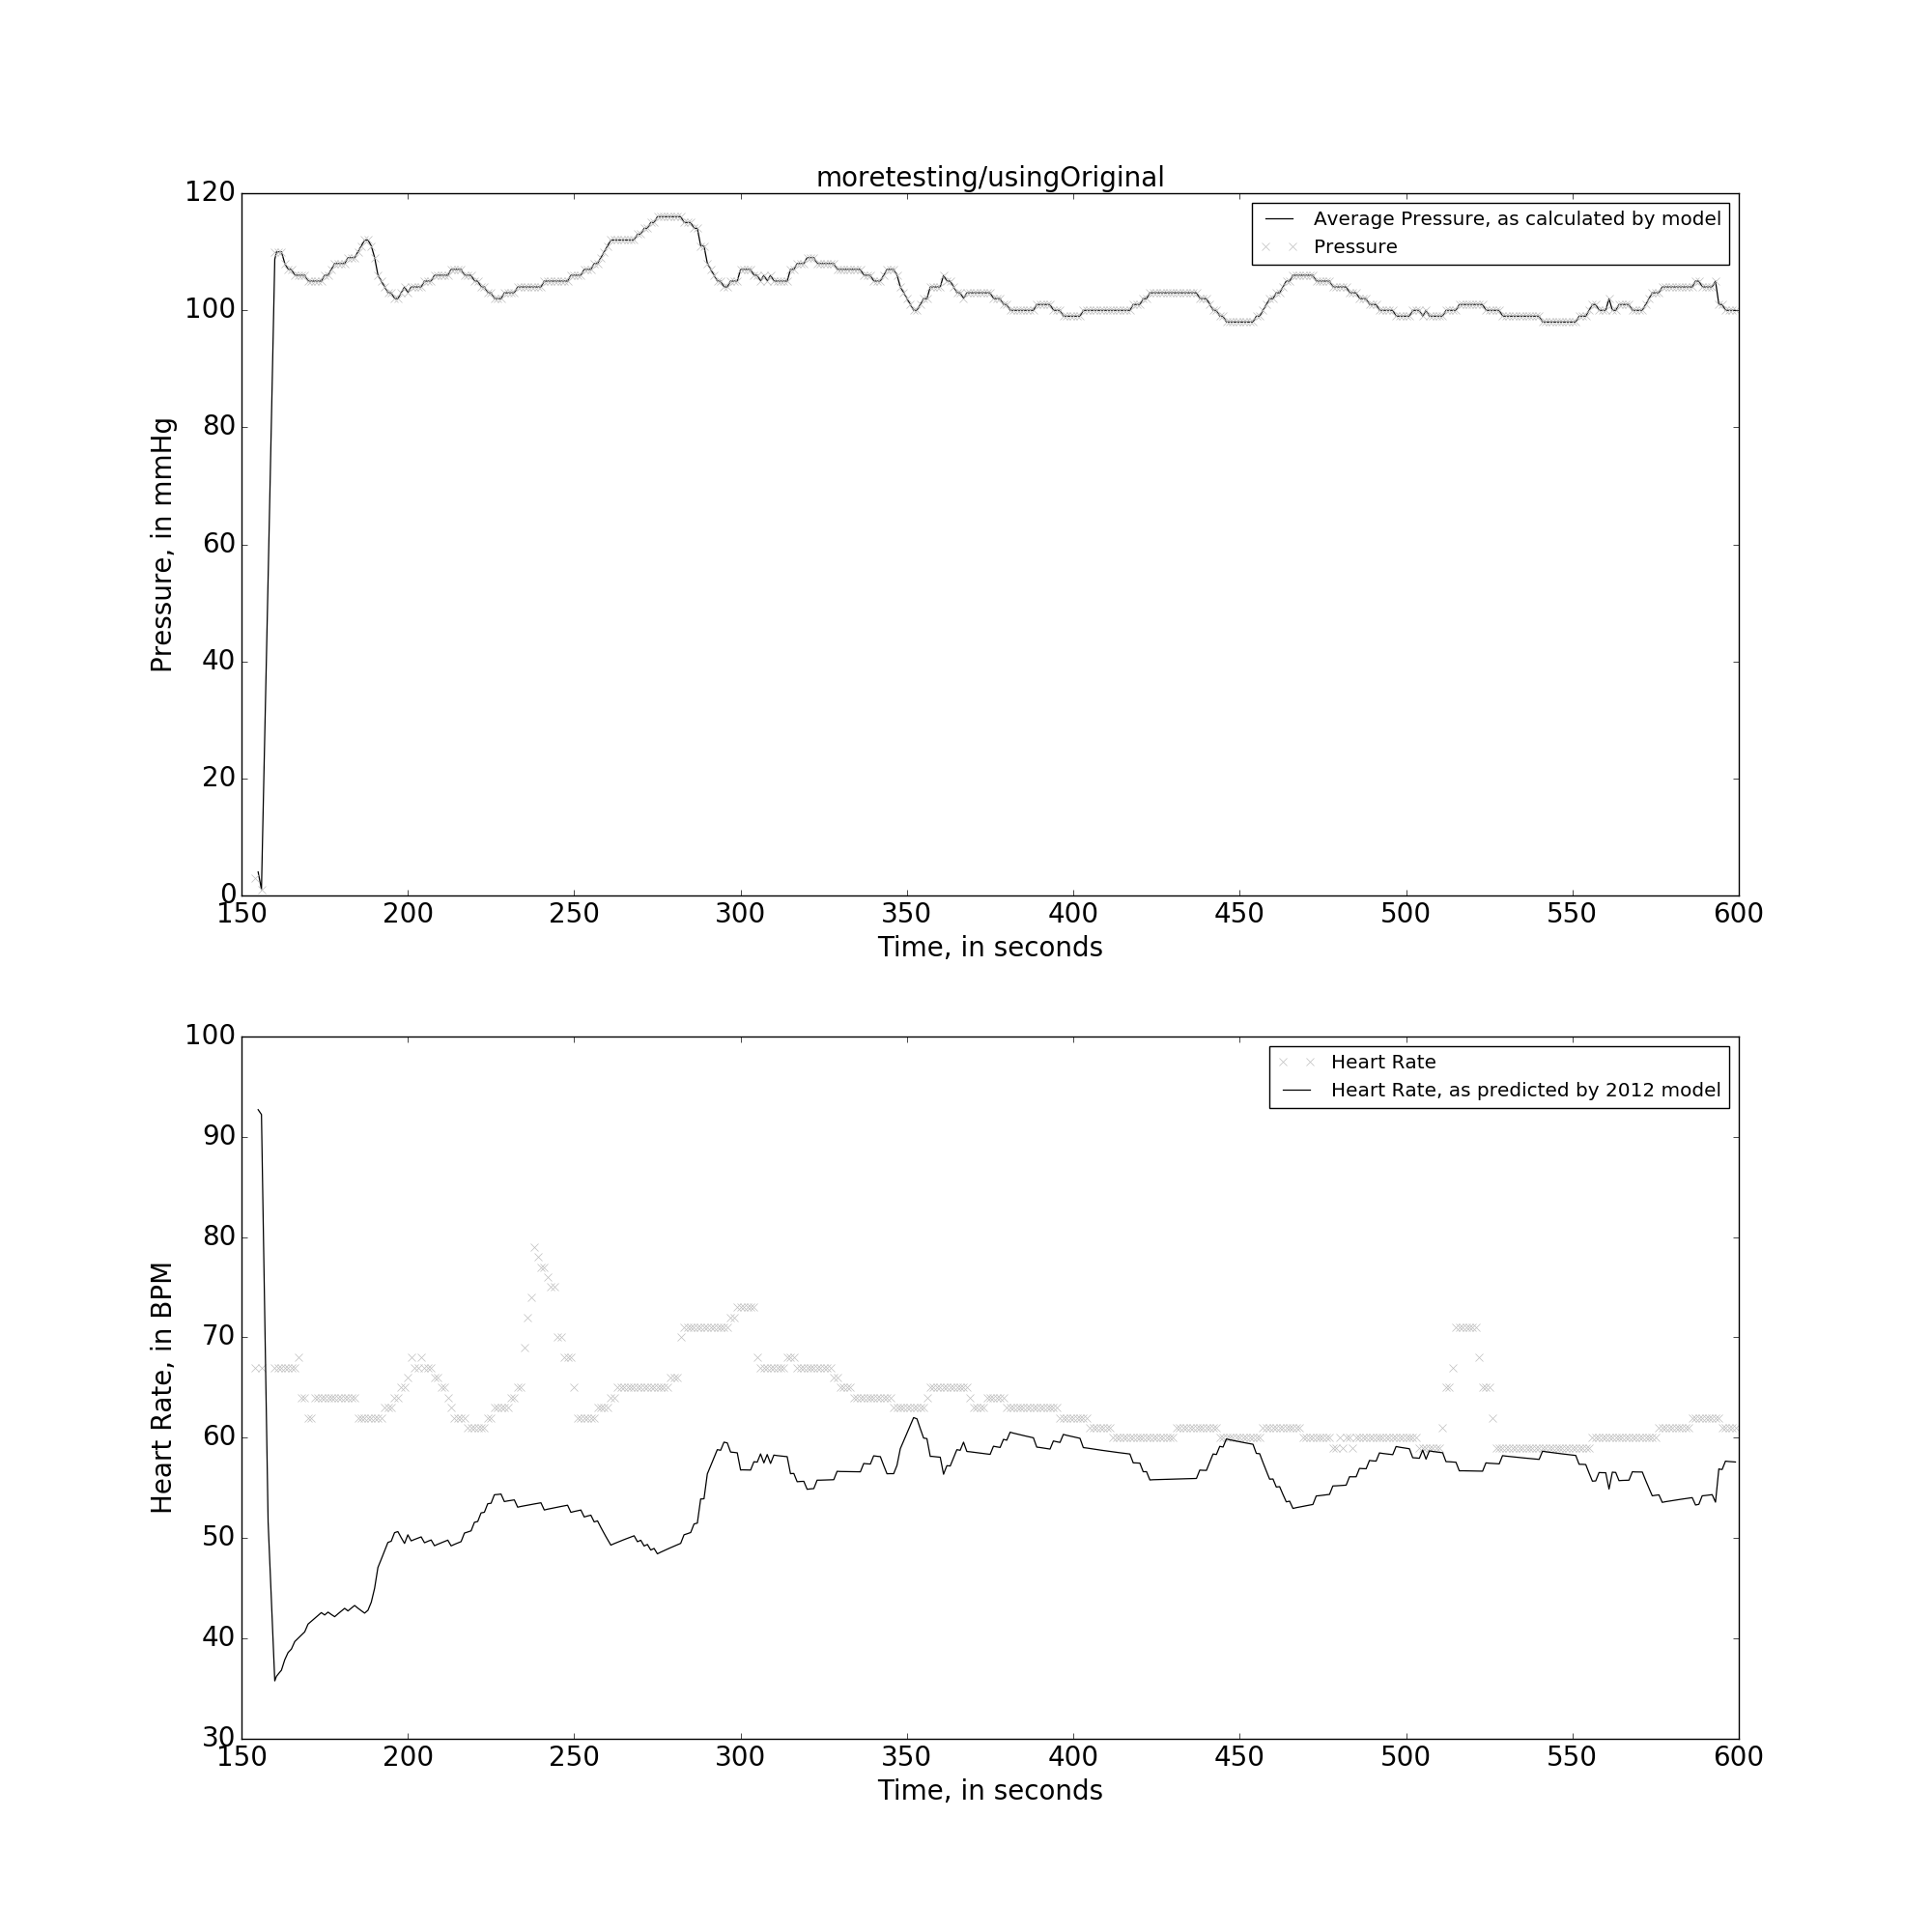 moretesting/usingOriginal
120
100
80
60
40
20
0
Pressure, in mmHg
Average Pressure, as calculated by model
Pressure
150 200 250 300 350 400 450 500 550 600
Time, in seconds
100
90
80
70
60
50
40
30
Heart Rate, in BPM
Heart Rate
Heart Rate, as predicted by 2012 model
150 200 250 300 350 400 450 500 550 600
Time, in seconds